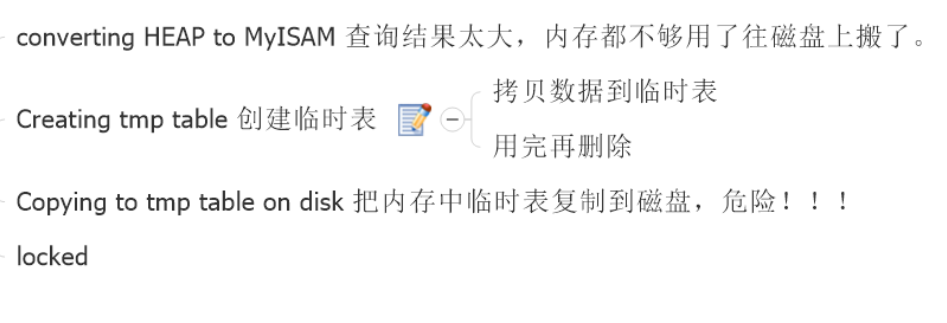 converting HEAP to MyISAM 查询结果太大，内存都不够用了往磁盘上搬了。
Creating tmp table 创建临时表
拷贝数据到临时表
用完再删除
Copying to tmp table on disk 把内存中临时表复制到磁盘，危险！！！
locked